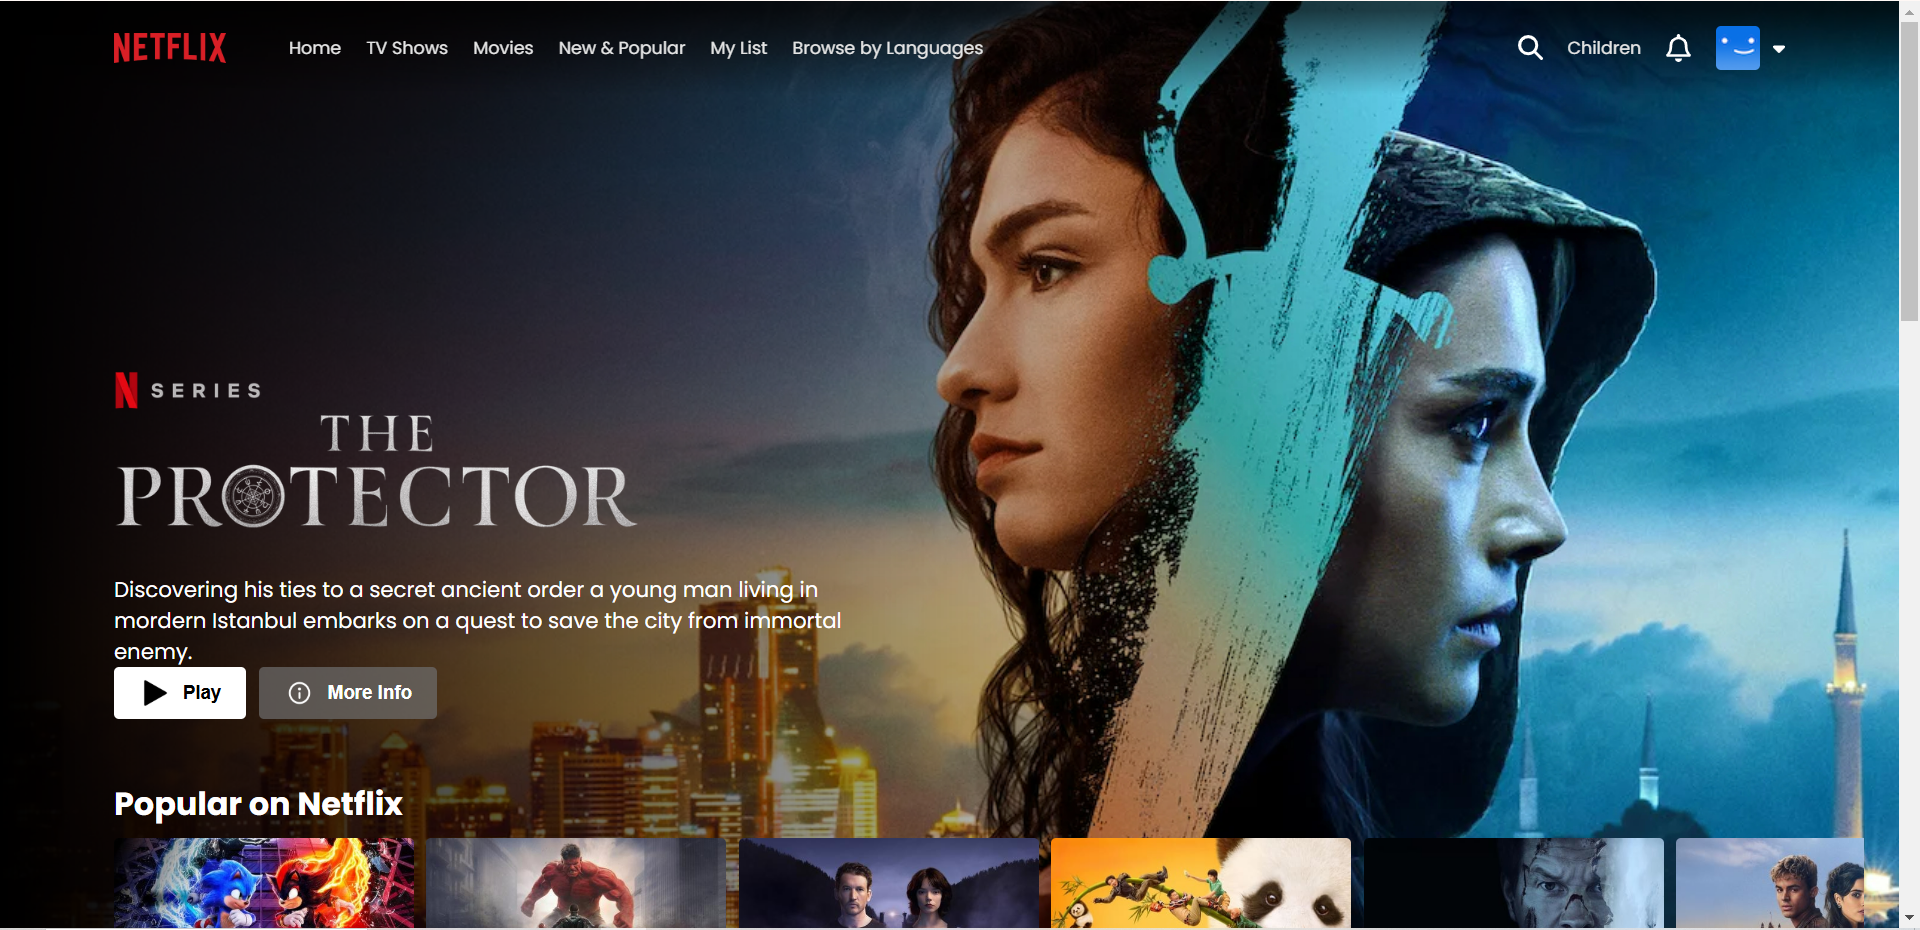 NETFLIX Home TV Shows Movies New & Popular My List Browse by Languages Children
N SERIES
THE
PROTECTOR
Discovering his ties to a secret ancient order a young man living in
mordern Istanbul embarks on a quest to save the city from immortal
enemy.
Play More Info
Popular on Netflix